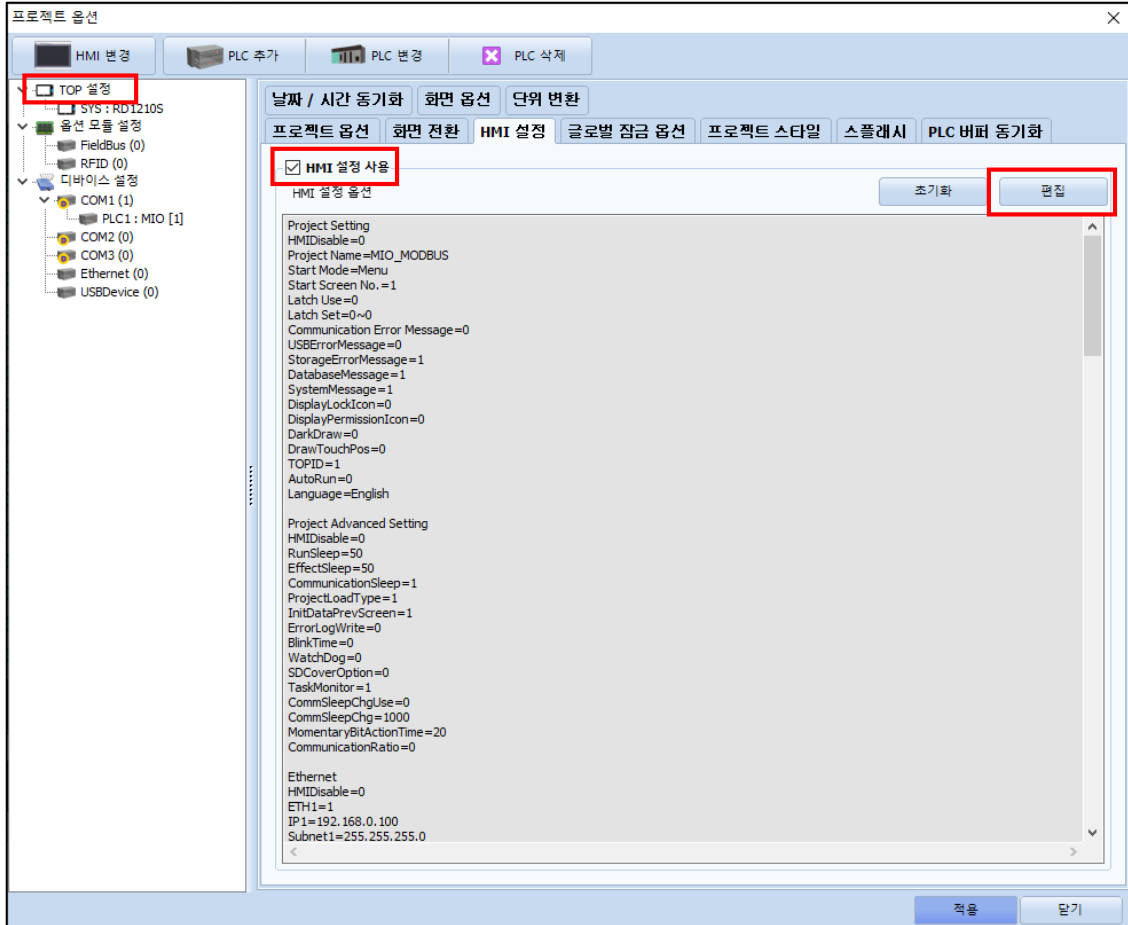 프로젝트 옵션
HMI 변경
PLC 추가
PLC 변경
PLC 삭제
TOP 설정
SYS : RD1210S
옵션 모듈 설정
FieldBus (0)
RFID (0)
디바이스 설정
COM1 (1)
PLC1 : MIO [1]
COM2 (0)
COM3 (0)
Ethernet (0)
USBDevice (0)
날짜 / 시간 동기화 화면 옵션 단위 변환
프로젝트 옵션 화면 전환 HMI 설정 글로벌 잠금 옵션 프로젝트 스타일 스플래시 PLC 버퍼 동기화
HMI 설정 사용
HMI 설정 옵션
초기화
편집
Project Setting
HMIDisable=0
Project Name=MIO_MODBUS
Start Mode=Menu
Start Screen No.=1
Latch Use=0
Latch Set=0~0
Communication Error Message=0
USBErrorMessage=0
StorageErrorMessage=1
DatabaseMessage=1
SystemMessage=1
DisplayLockIcon=0
DisplayPermissionIcon=0
DarkDraw=0
DrawTouchPos=0
TOPID=1
AutoRun=0
Language=English
Project Advanced Setting
HMIDisable=0
RunSleep=50
EffectSleep=50
CommunicationSleep=1
ProjectLoadType=1
InitDataPrevScreen=1
ErrorLogWrite=0
BlinkTime=0
WatchDog=0
SDCoverOption=0
TaskMonitor=1
CommSleepChgUse=0
CommSleepChg=1000
MomentaryBitActionTime=20
CommunicationRatio=0
Ethernet
HMIDisable=0
ETH1=1
IP1=192.168.0.100
Subnet1=255.255.255.0
적용
닫기